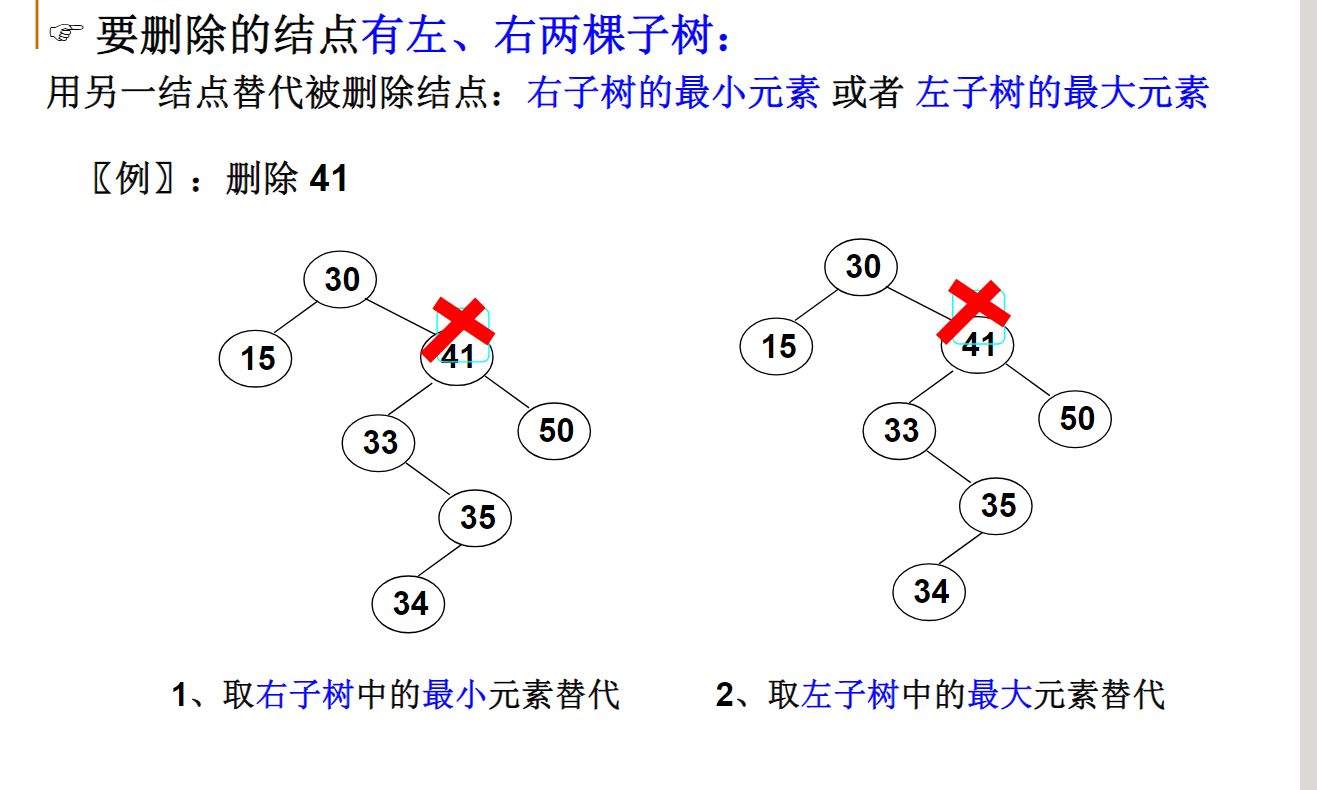 ☞ 要删除的结点有左、右两棵子树：
用另一结点替代被删除结点：右子树的最小元素 或者 左子树的最大元素
〖例〗：删除 41
30
15
41
33
50
35
34
30
15
41
33
50
35
34
1、取右子树中的最小元素替代
2、取左子树中的最大元素替代